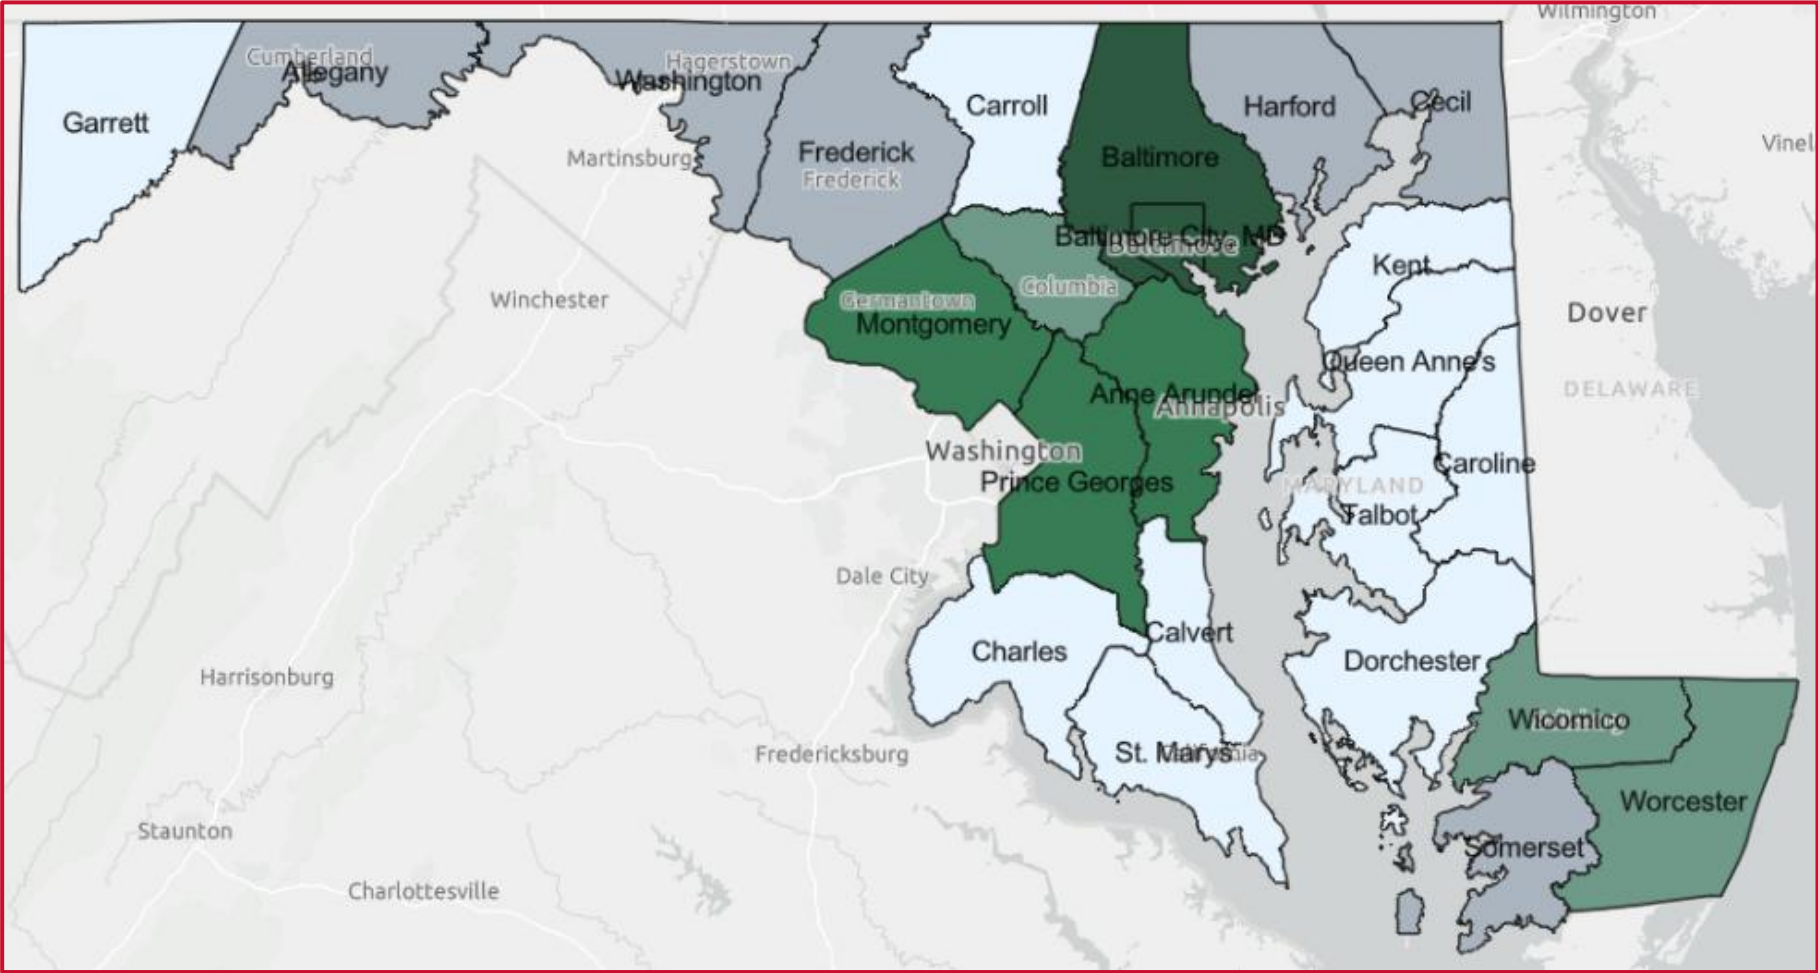 Wilmington
Cumberland
Allegany
Hagerstown
Washington
Garrett
Carroll
Harford
Cecil
Vinel
Martinsburg
Frederick
Frederick
Baltimore
Baltimore City, MD
Baltimore
Kent
Columbia
Winchester
Germantown
Montgomery
Dover
Queen Anne's
DELAWARE
Anne Arundel
Annapolis
Washington
Prince Georges
Caroline
MARYLAND
Talbot
Dale City
Calvert
Charles
Dorchester
Harrisonburg
Wicomico
Fredericksburg
St. Marys
Worcester
Staunton
Somerset
Charlottesville